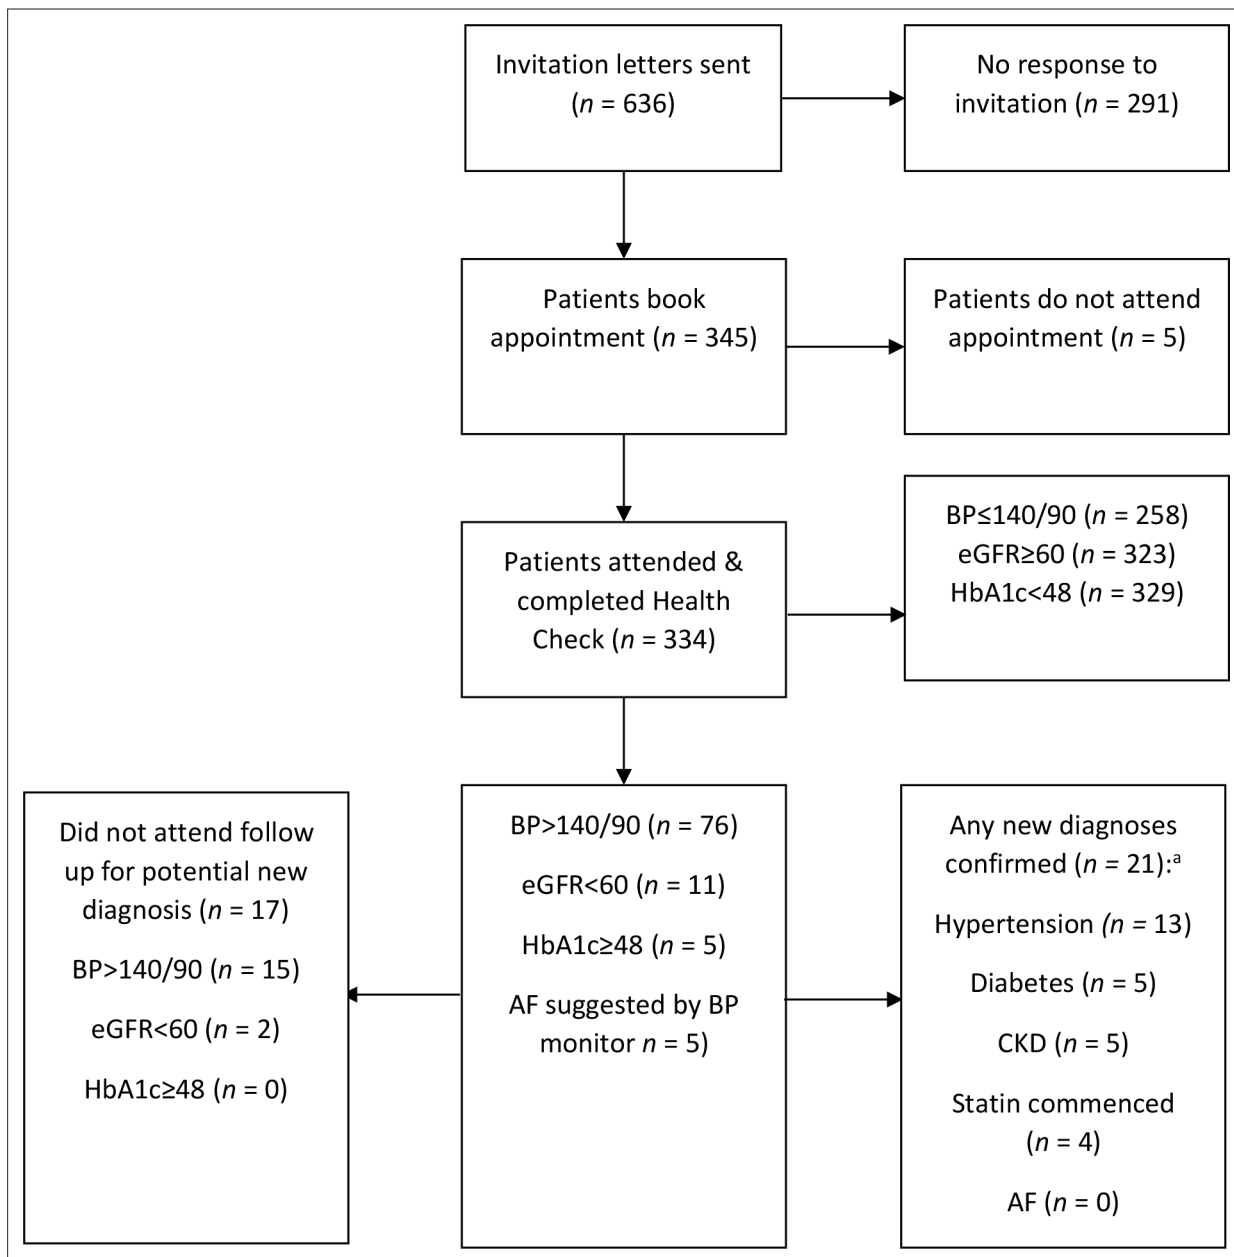 Invitation letters sent
(n = 636)
No response to
invitation (n = 291)
Patients book
appointment (n = 345)
Patients do not attend
appointment (n = 5)
Patients attended &
completed Health
Check (n = 334)
BP≤140/90 (n = 258)
eGFR≥60 (n = 323)
HbA1c<48 (n = 329)
Did not attend follow
up for potential new
diagnosis (n = 17)
BP>140/90 (n = 15)
eGFR<60 (n = 2)
HbA1c≥48 (n = 0)
BP>140/90 (n = 76)
eGFR<60 (n = 11)
HbA1c≥48 (n = 5)
AF suggested by BP
monitor n = 5)
Any new diagnoses
confirmed (n = 21):ᵃ
Hypertension (n = 13)
Diabetes (n = 5)
CKD (n = 5)
Statin commenced
(n = 4)
AF (n = 0)